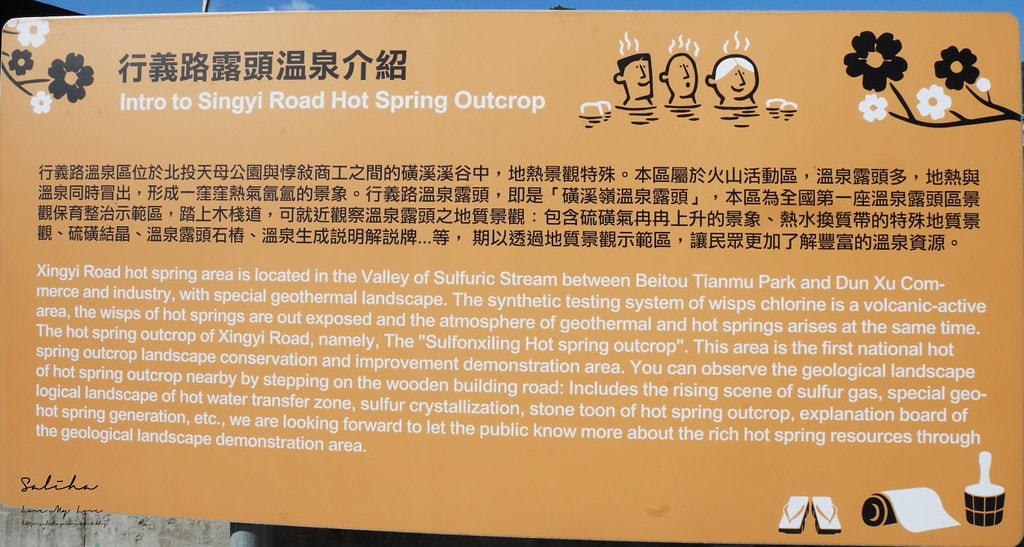 行義路露頭溫泉介紹
Intro to Singyi Road Hot Spring Outcrop
行義路溫泉區位於北投天母公園與惇敍商工之間的磺溪溪谷中，地熱景觀特殊。本區屬於火山活動區，溫泉露頭多，地熱與
溫泉同時冒出，形成一窪窪熱氣氤氳的景象。行義路溫泉露頭，即是「磺溪嶺溫泉露頭」，本區為全國第一座溫泉露頭區景
觀保育整治示範區，踏上木棧道，可就近觀察溫泉露頭之地質景觀：包含硫磺氣冉冉上升的景象、熱水換質帶的特殊地質景
觀、硫磺結晶、溫泉露頭石樁、溫泉生成説明解説牌...等， 期以透過地質景觀示範區，讓民眾更加了解豐富的溫泉資源。
Xingyi Road hot spring area is located in the Valley of Sulfuric Stream between Beitou Tianmu Park and Dun Xu Com-
merce and industry, with special geothermal landscape. The synthetic testing system of wisps chlorine is a volcanic-active
area, the wisps of hot springs are out exposed and the atmosphere of geothermal and hot springs arises at the same time.
The hot spring outcrop of Xingyi Road, namely, The "Sulfonxiling Hot spring outcrop". This area is the first national hot
spring outcrop landscape conservation and improvement demonstration area. You can observe the geological landscape
of hot spring outcrop nearby by stepping on the wooden building road: Includes the rising scene of sulfur gas, special geo-
logical landscape of hot water transfer zone, sulfur crystallization, stone toon of hot spring outcrop, explanation board of
hot spring generation, etc., we are looking forward to let the public know more about the rich hot spring resources through
the geological landscape demonstration area.
Saliha
Love My Love